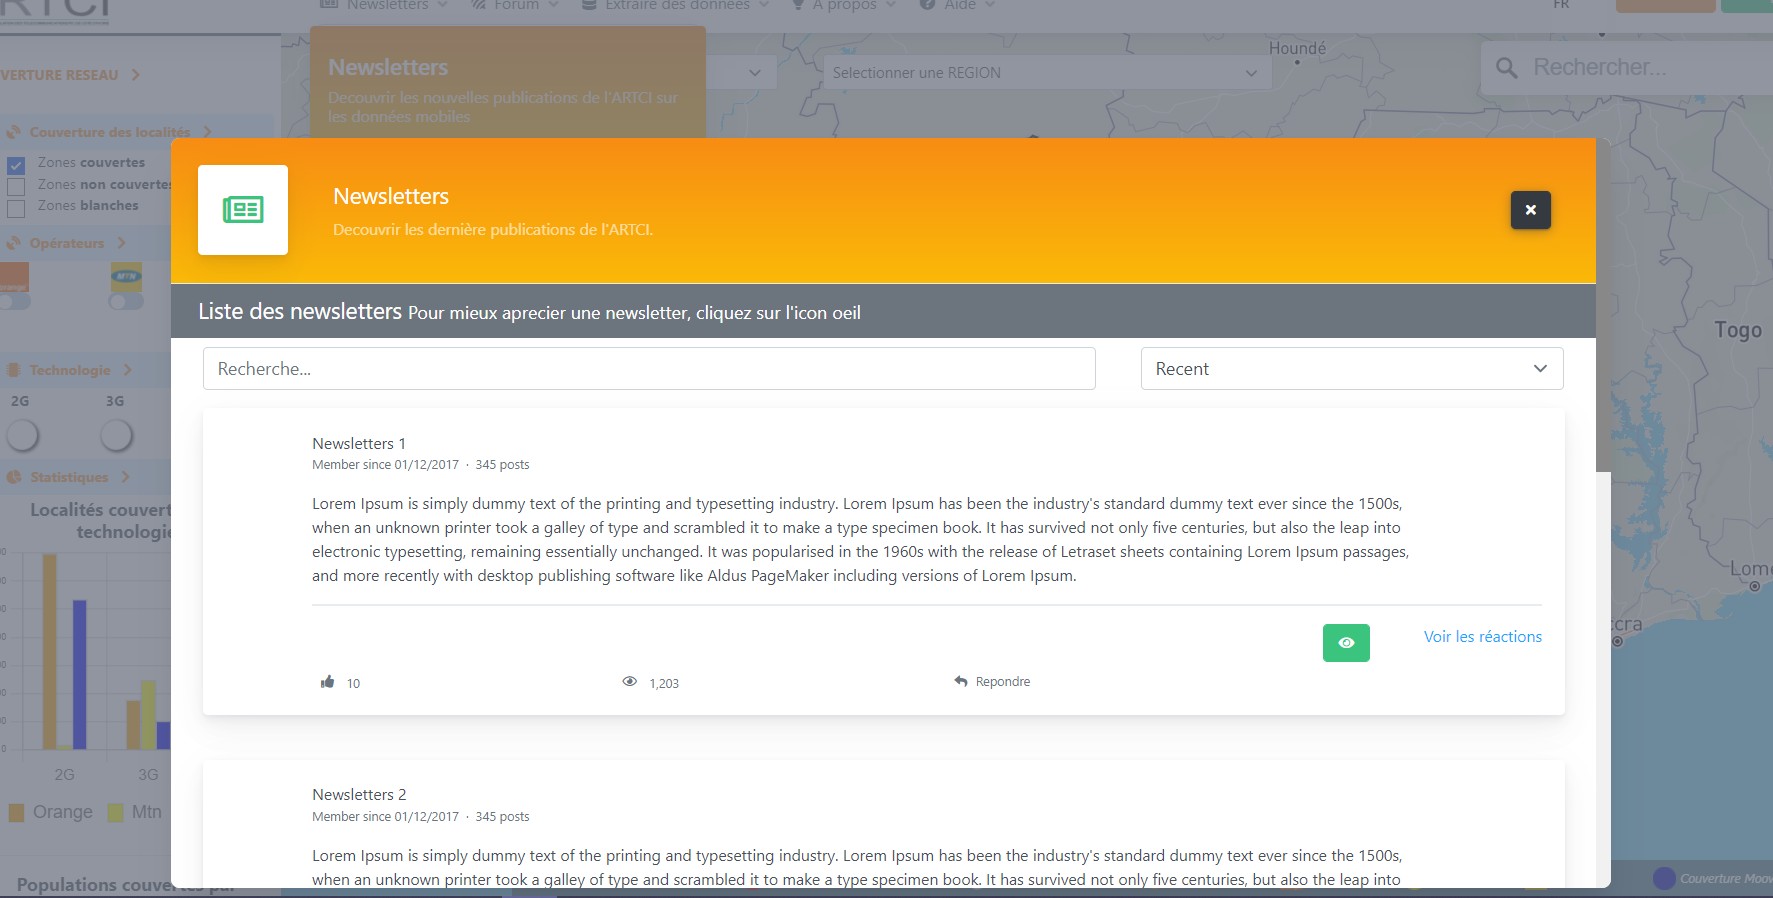 ARTCI
Newsletters
Forum
Extraire des données
A propos
Aide
FR
VERTURE RESEAU
Newsletters
Decouvrir les nouvelles publications de l'ARTCI sur
les données mobiles
Selectionner une REGION
Houndé
Rechercher...
Couverture des localités
Zones couvertes
Zones non couvertes
Zones blanches
Opérateurs
orange
MTN
Technologie
2G 3G
Statistiques
Localités couvert
technologie
2G 3G
Orange Mtn
Populations couvertes par
Newsletters
Decouvrir les dernière publications de l'ARTCI.
Liste des newsletters Pour mieux aprecier une newsletter, cliquez sur l'icon oeil
Recherche...
Recent
Newsletters 1
Member since 01/12/2017 · 345 posts
Lorem Ipsum is simply dummy text of the printing and typesetting industry. Lorem Ipsum has been the industry's standard dummy text ever since the 1500s,
when an unknown printer took a galley of type and scrambled it to make a type specimen book. It has survived not only five centuries, but also the leap into
electronic typesetting, remaining essentially unchanged. It was popularised in the 1960s with the release of Letraset sheets containing Lorem Ipsum passages,
and more recently with desktop publishing software like Aldus PageMaker including versions of Lorem Ipsum.
Voir les réactions
10
1,203
Repondre
Newsletters 2
Member since 01/12/2017 · 345 posts
Lorem Ipsum is simply dummy text of the printing and typesetting industry. Lorem Ipsum has been the industry's standard dummy text ever since the 1500s,
when an unknown printer took a galley of type and scrambled it to make a type specimen book. It has survived not only five centuries, but also the leap into
Togo
Lome
ccra
Couverture Moov